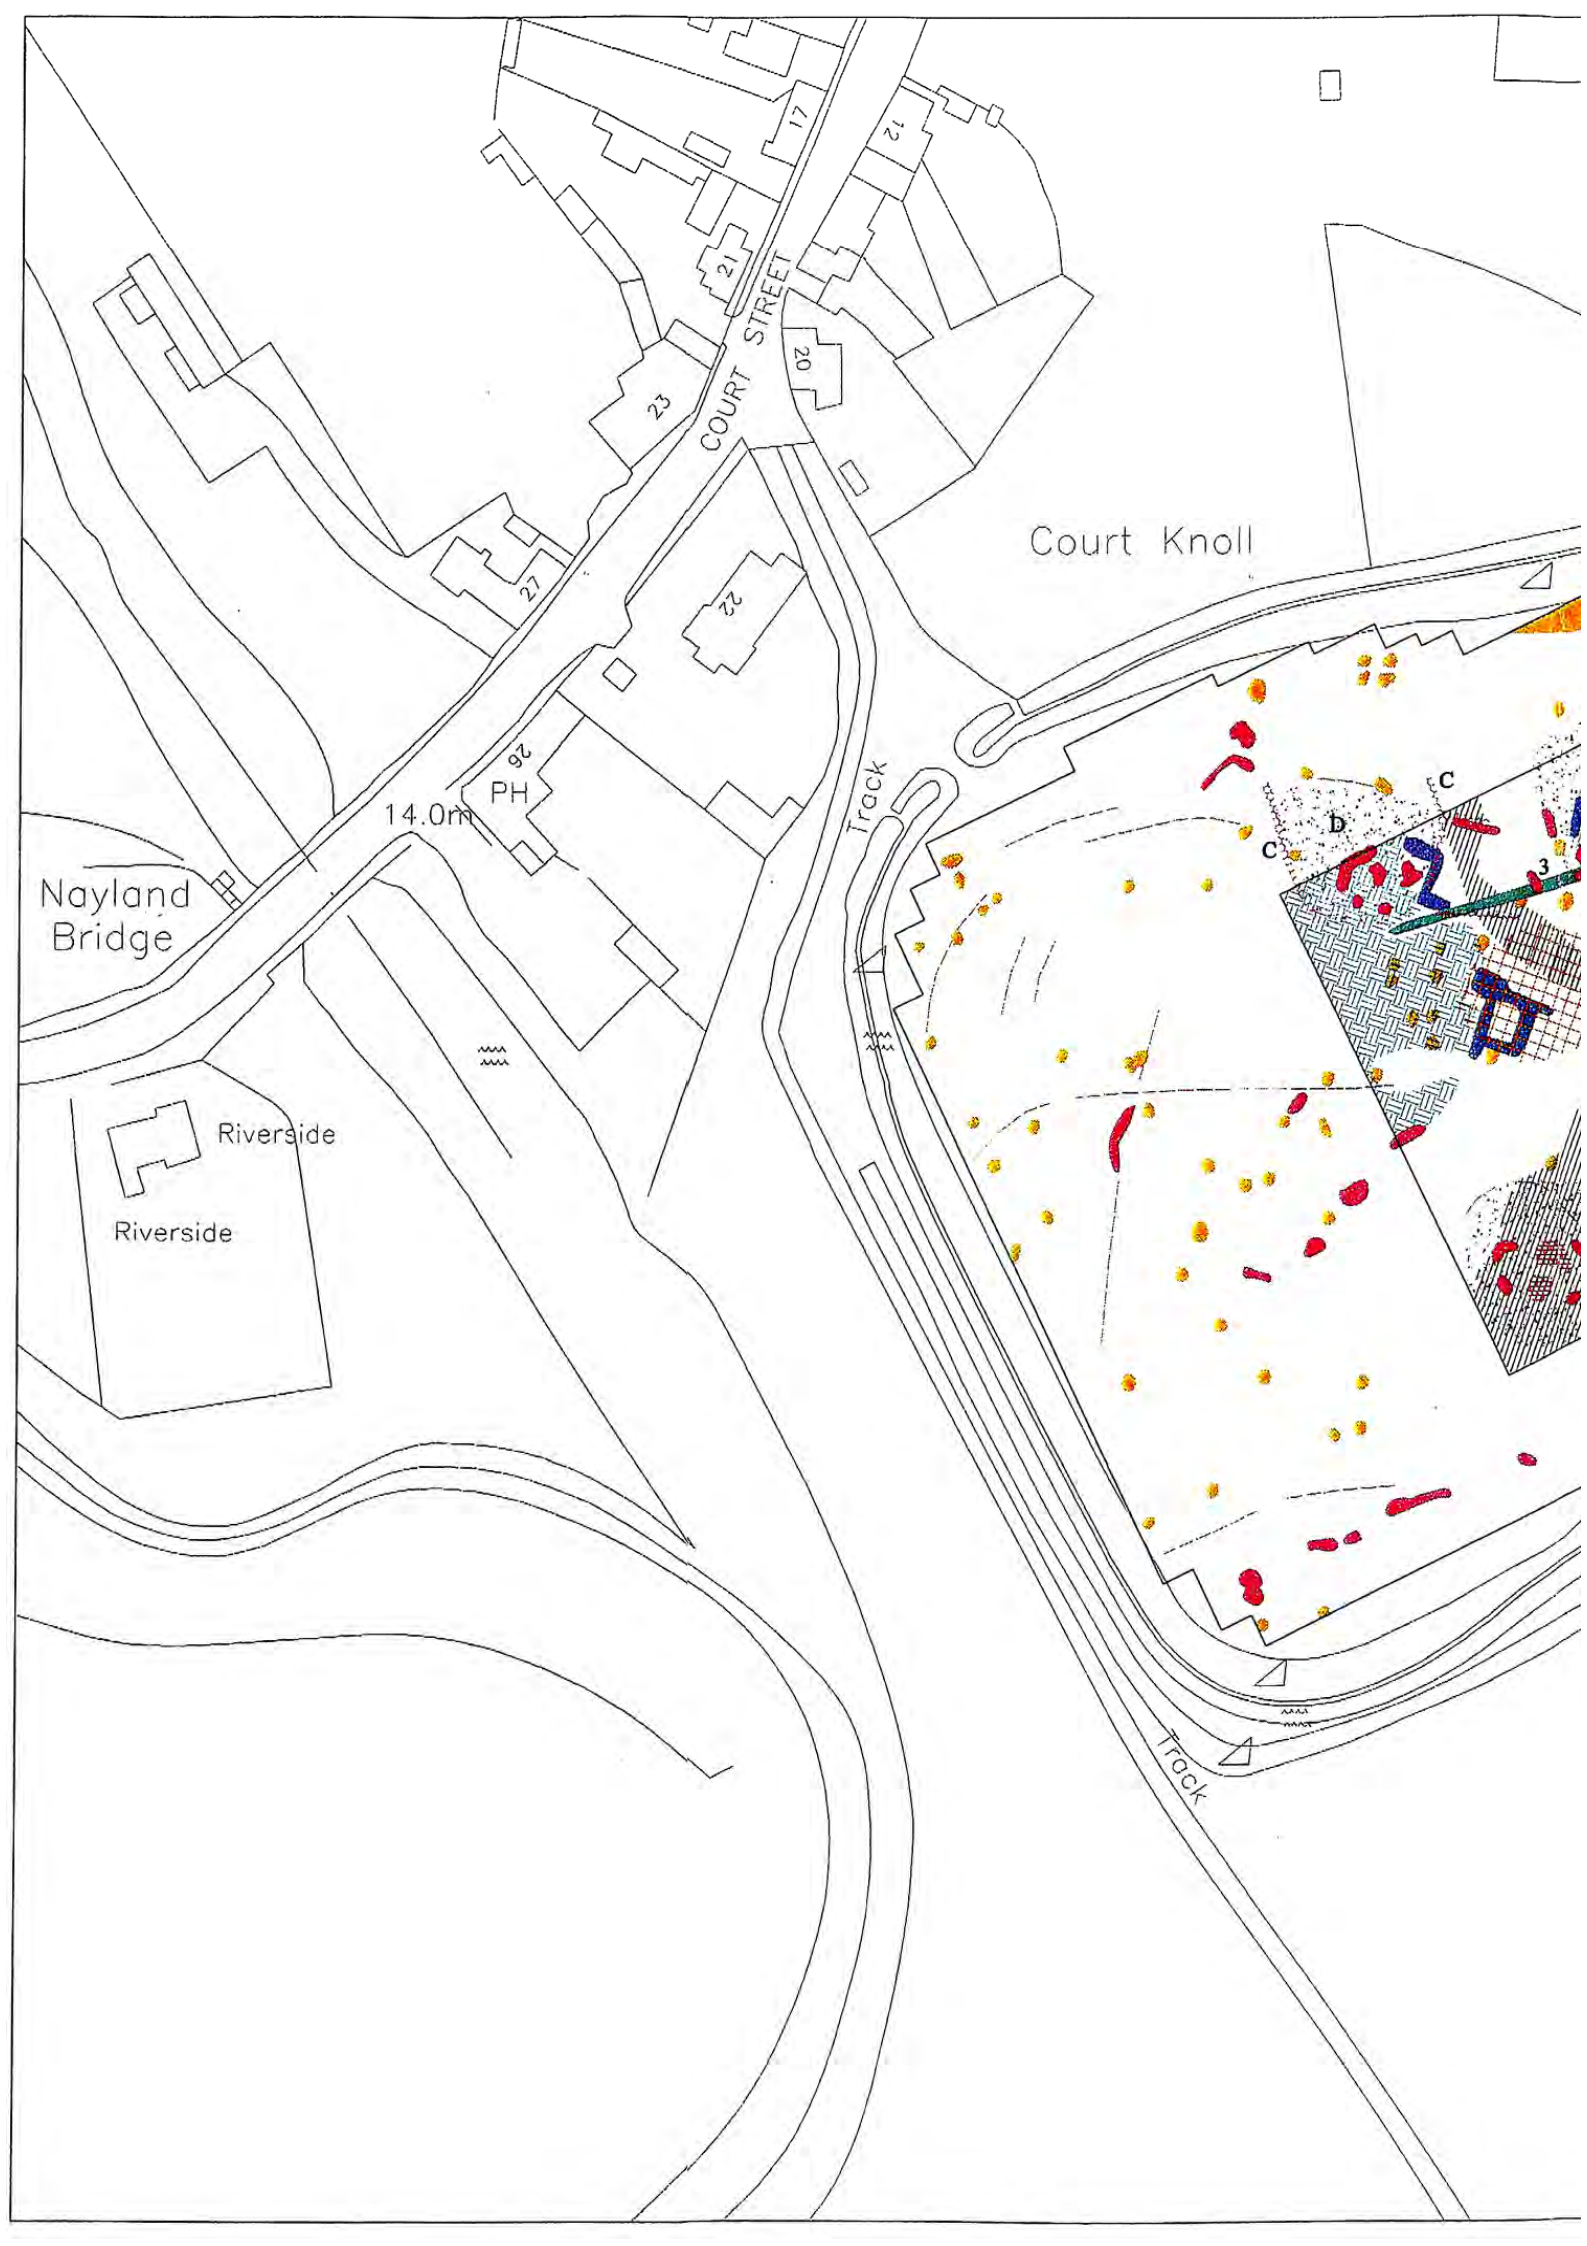 17
12
21
COURT STREET
20
23
Court Knoll
27
22
26
PH
14.0m
Track
C
D
C
3
Nayland
Bridge
Riverside
Riverside
Track